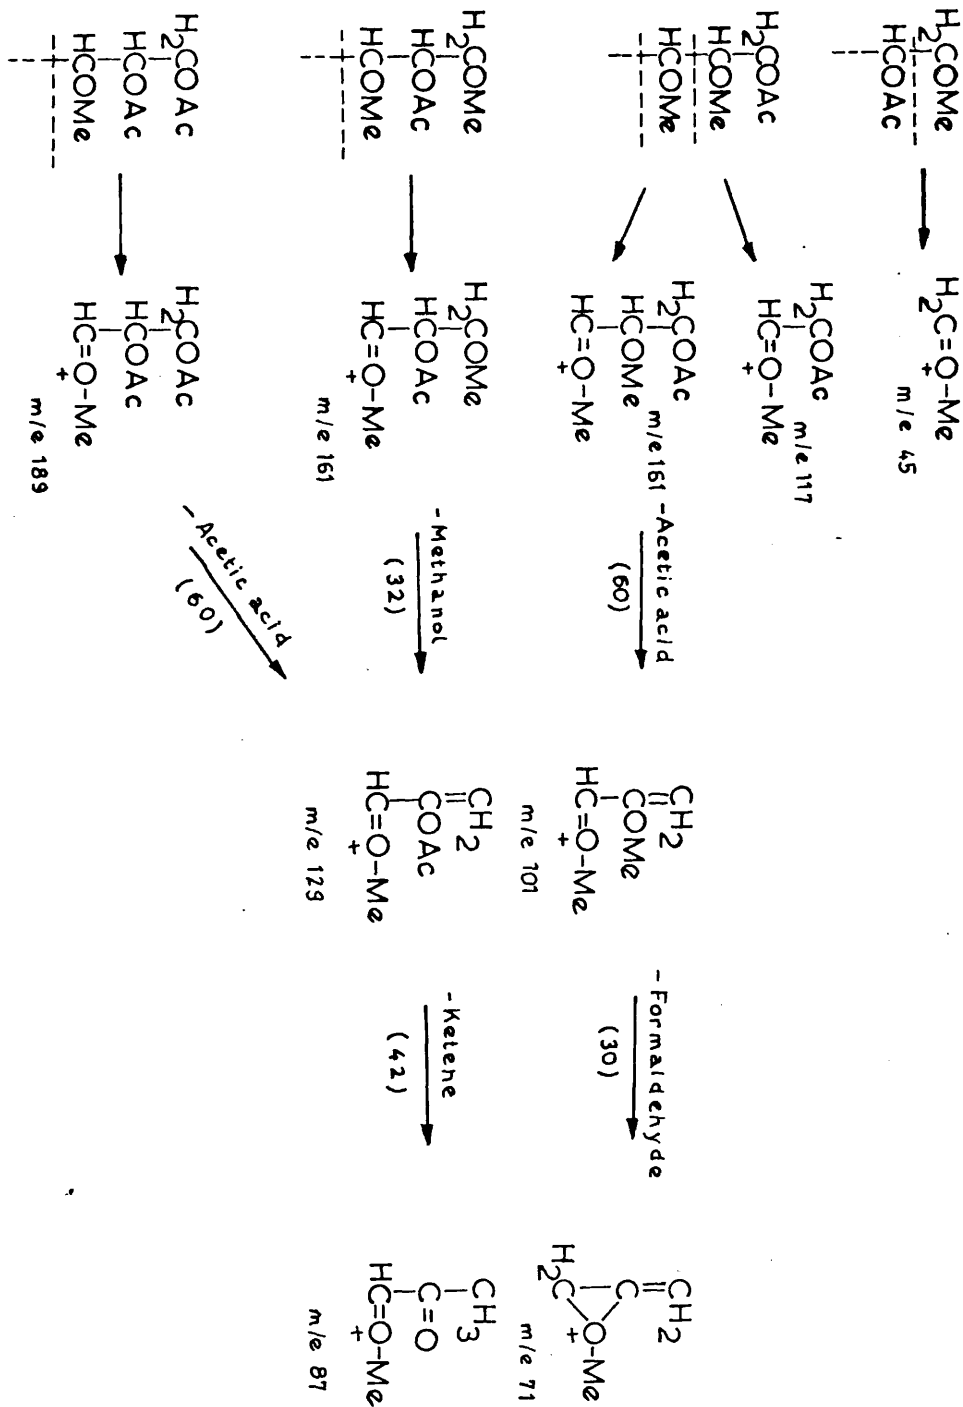 H2COMe
HCOAc
H2C=O-Me
+
m/e 45
H2COAc
HCOMe
HCOMe
H2COAc
HC=O-Me
+
m/e 117
H2COAc
HCOMe
HC=O-Me
+
m/e 161
-Acetic acid
(60)
CH2
COMe
HC=O-Me
+
m/e 101
-Formaldehyde
(30)
C=CH2
H2C
O-Me
+
m/e 71
H2COMe
HCOAc
HCOMe
H2COMe
HCOAc
HC=O-Me
+
m/e 161
-Methanol
(32)
CH2
COAc
HC=O-Me
+
m/e 129
-Ketene
(42)
CH3
C=O
HC=O-Me
+
m/e 87
H2COAc
HCOAc
HCOMe
H2COAc
HCOAc
HC=O-Me
+
m/e 189
-Acetic acid
(60)